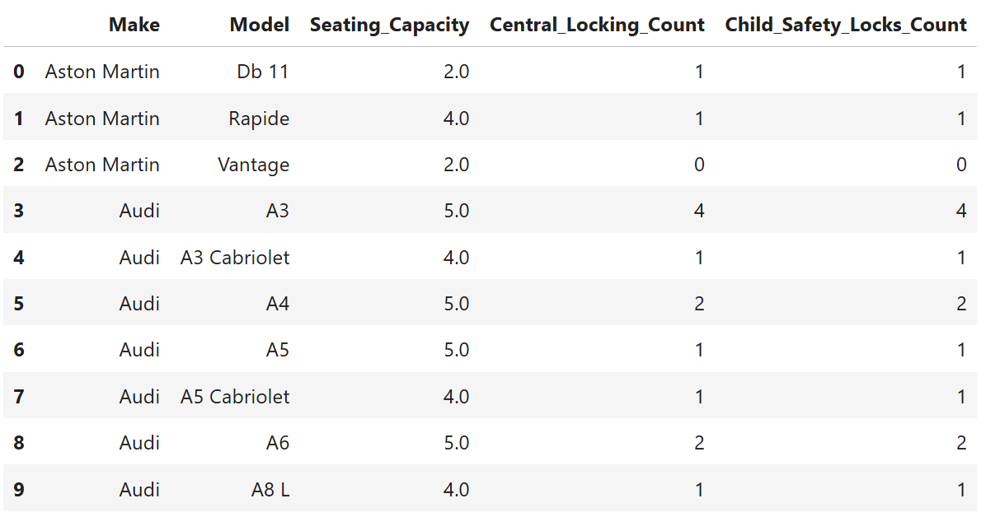 Make Model Seating_Capacity Central_Locking_Count Child_Safety_Locks_Count
0 Aston Martin Db 11 2.0 1 1
1 Aston Martin Rapide 4.0 1 1
2 Aston Martin Vantage 2.0 0 0
3 Audi A3 5.0 4 4
4 Audi A3 Cabriolet 4.0 1 1
5 Audi A4 5.0 2 2
6 Audi A5 5.0 1 1
7 Audi A5 Cabriolet 4.0 1 1
8 Audi A6 5.0 2 2
9 Audi A8 L 4.0 1 1